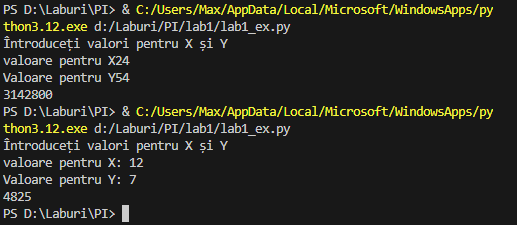 PS D:\Laburi\PI> & C:/Users/Max/AppData/Local/Microsoft/WindowsApps/py
thon3.12.exe d:/Laburi/PI/lab1/lab1_ex.py
Întroduceți valori pentru X și Y
valoare pentru X24
Valoare pentru Y54
3142800
PS D:\Laburi\PI> & C:/Users/Max/AppData/Local/Microsoft/WindowsApps/py
thon3.12.exe d:/Laburi/PI/lab1/lab1_ex.py
Întroduceți valori pentru X și Y
valoare pentru X: 12
Valoare pentru Y: 7
4825
PS D:\Laburi\PI>